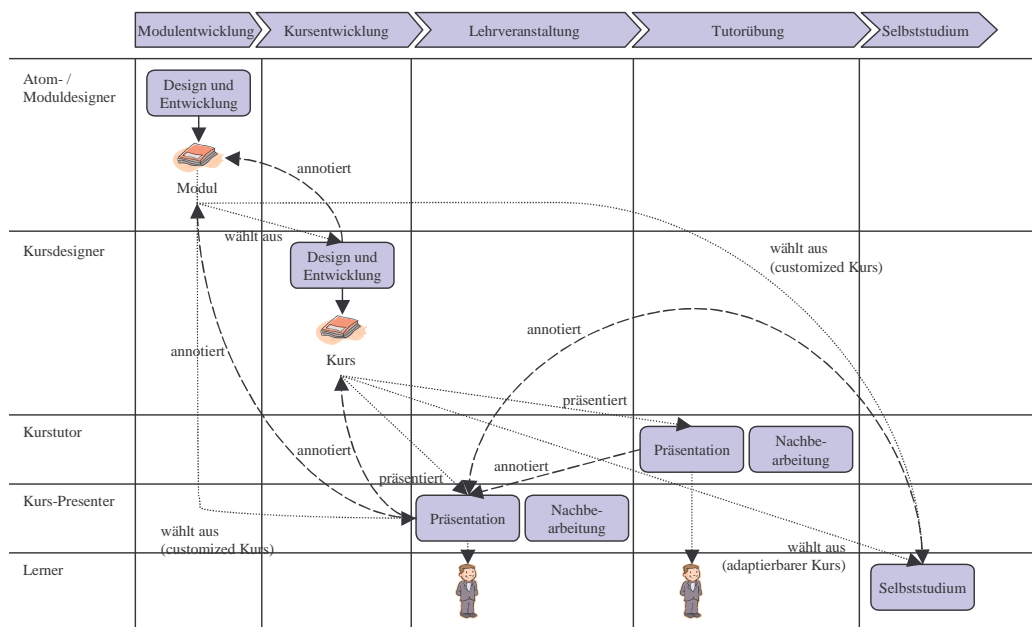 Modulentwicklung
Kursentwicklung
Lehrveranstaltung
Tutorübung
Selbststudium
Atom- /
Moduldesigner
Design und
Entwicklung
annotiert
Modul
wählt aus
Kursdesigner
Design und
Entwicklung
wählt aus
(customized Kurs)
annotiert
annotiert
Kurs
präsentiert
Kurstutor
annotiert
präsentiert
annotiert
Präsentation
Nachbe-
arbeitung
Kurs-Presenter
Präsentation
Nachbe-
arbeitung
wählt aus
(customized Kurs)
wählt aus
(adaptierbarer Kurs)
Lerner
Selbststudium